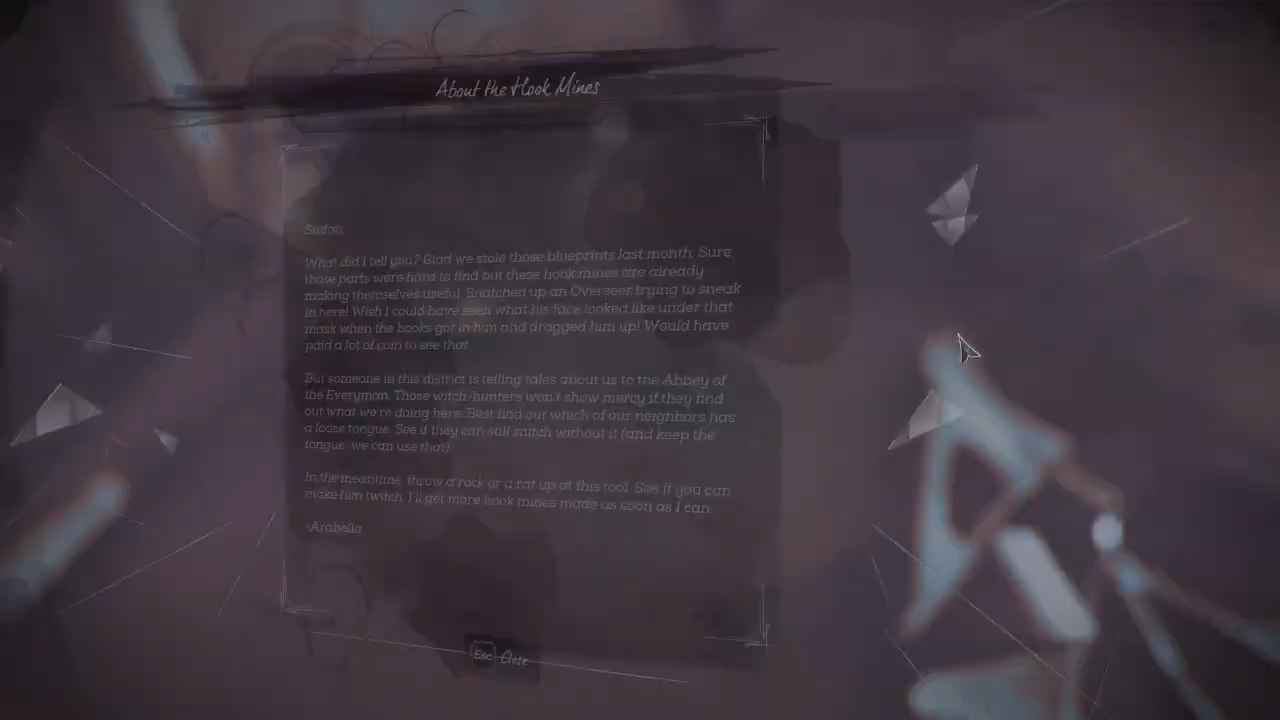 About the Hook Mines
Stefan
What did I tell you? Glad we stole those blueprints last month. Sure,
those parts were hard to find but these hook mines are already
making themselves useful. Snatched up an Overseer trying to sneak
in here! Wish I could have seen what his face looked like under that
mask when the hooks got in him and dragged him up! Would have
paid a lot of coin to see that.
But someone in this district is telling tales about us to the Abbey of
the Everyman. Those witch-hunters won't show mercy if they find
out what we're doing here. Best find out which of our neighbors has
a loose tongue. See if they can still snitch without it (and keep the
tongue, we can use that).
In the meantime, throw a rock or a rat up at this fool. See if you can
make him twitch. I'll get more hook mines made as soon as I can.
-Arabella
Esc Close